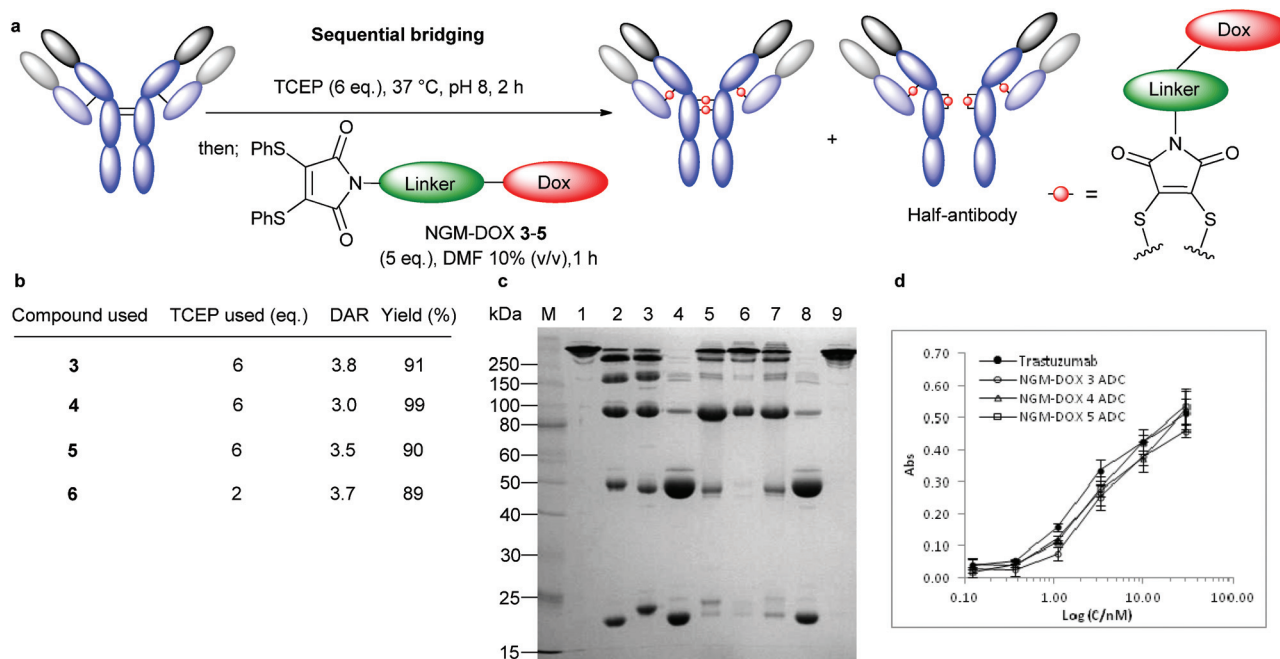 a
Sequential bridging
TCEP (6 eq.), 37 °C, pH 8, 2 h
then;
PhS
PhS
O
O
N
Linker
Dox
NGM-DOX 3-5
(5 eq.), DMF 10% (v/v),1 h
+
Half-antibody
=
Dox
Linker
N
O
O
S
S
b
Compound used TCEP used (eq.) DAR Yield (%)
3 6 3.8 91
4 6 3.0 99
5 6 3.5 90
6 2 3.7 89
c
kDa M 1 2 3 4 5 6 7 8 9
250
150
100
80
60
50
40
30
25
15
d
0.70
0.60
0.50
0.40
0.30
0.20
0.10
0.00
Abs
Trastuzumab
NGM-DOX 3 ADC
NGM-DOX 4 ADC
NGM-DOX 5 ADC
0.10 1.00 10.00 100.00
Log (C/nM)